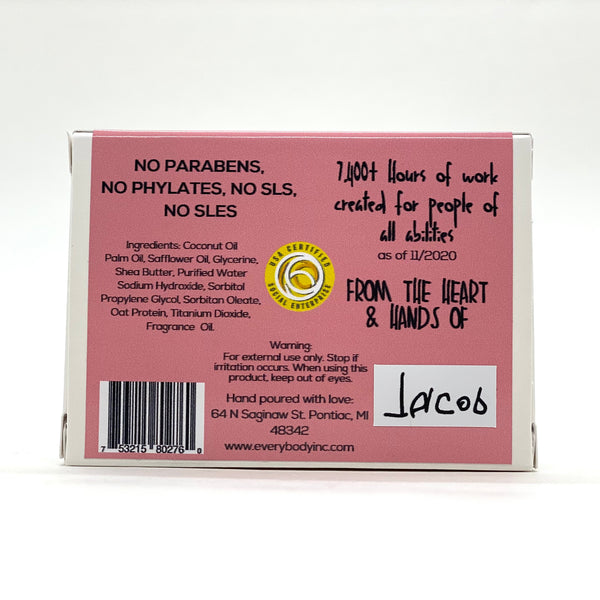 NO PARABENS,
NO PHYLATES, NO SLS,
NO SLES
Ingredients: Coconut Oil
Palm Oil, Safflower Oil, Glycerine,
Shea Butter, Purified Water
Sodium Hydroxide, Sorbitol
Propylene Glycol, Sorbitan Oleate,
Oat Protein, Titanium Dioxide,
Fragrance Oil.
USA CERTIFIED
SOCIAL ENTERPRISE
7,400+ Hours of work
created for people of
all abilities
as of 11/2020
FROM THE HEART
& HANDS OF
Jacob
Warning:
For external use only. Stop if
irritation occurs. When using this
product, keep out of eyes.
Hand poured with love:
64 N Saginaw St. Pontiac, MI
48342
www.everybodyinc.com
7 53215 80276 0